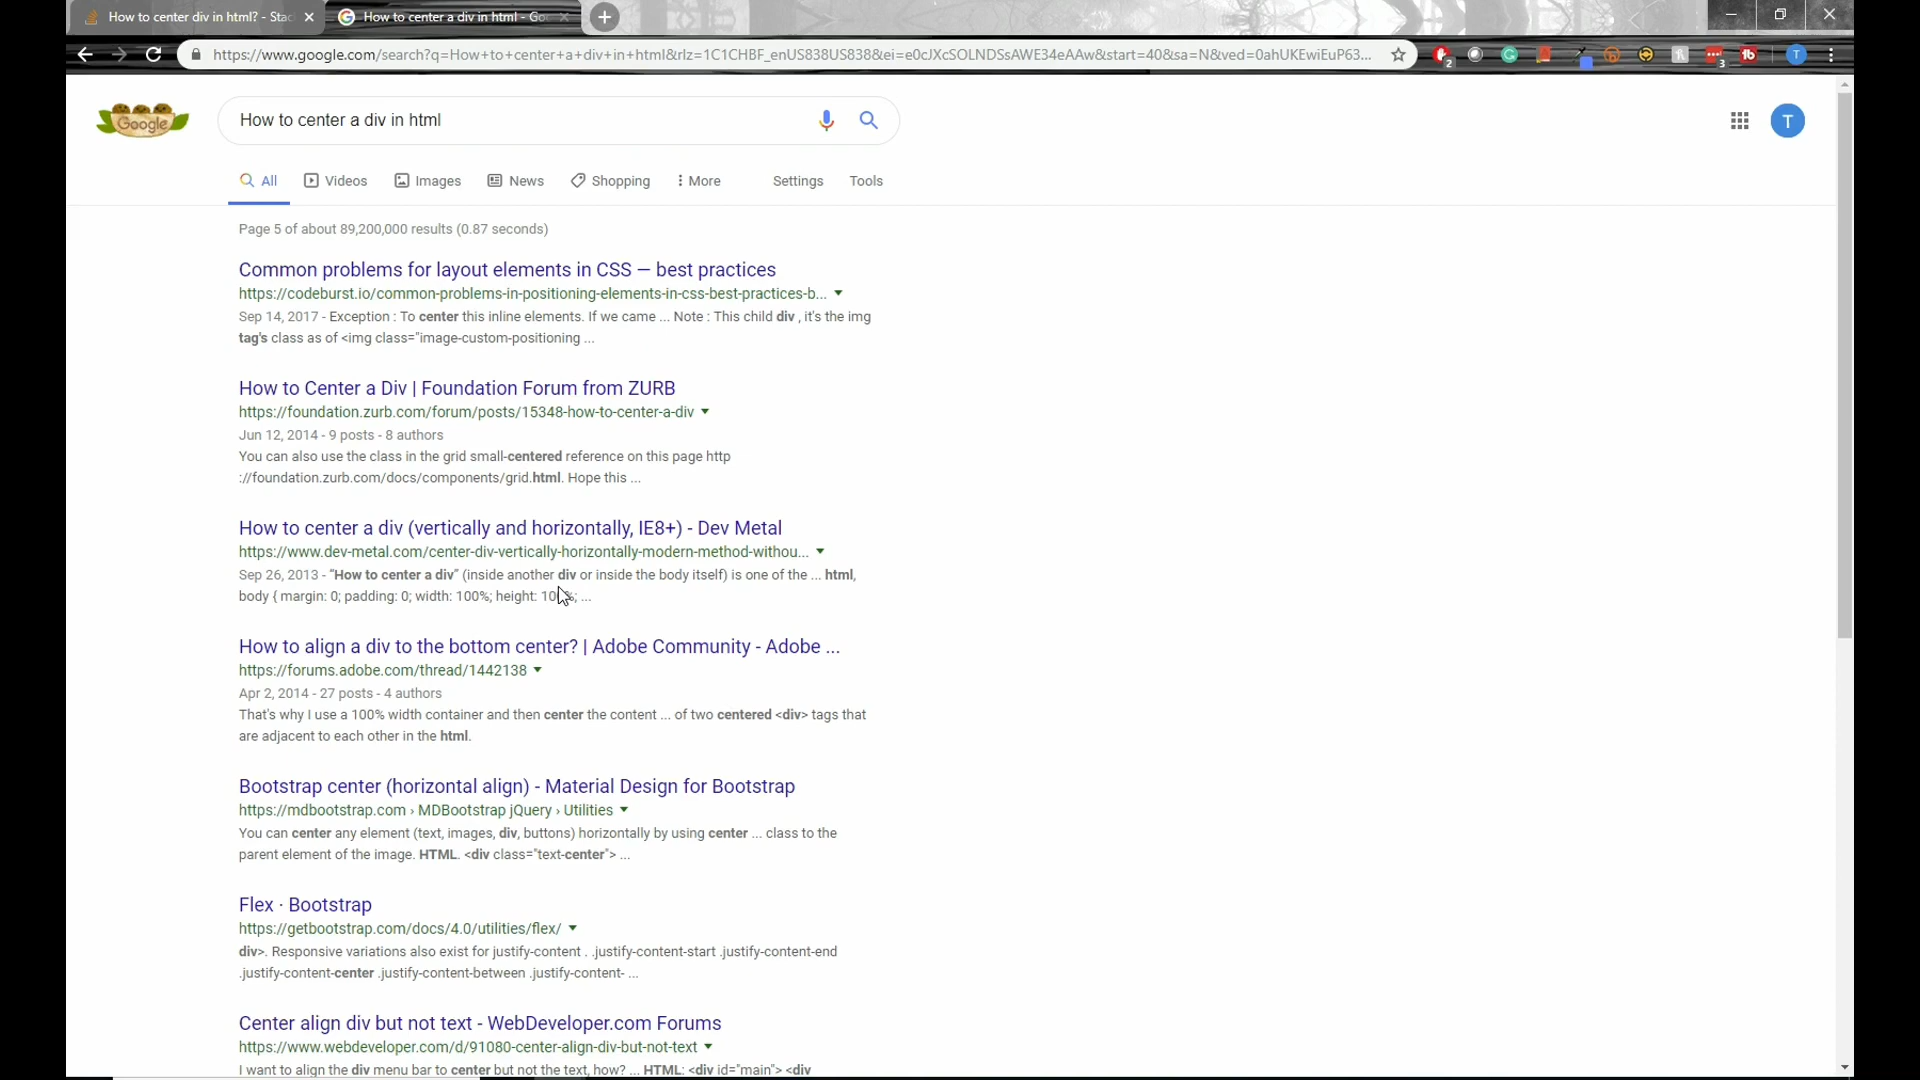 How to center div in html? - Stac
How to center a div in html - Go
https://www.google.com/search?q=How+to+center+a+div+in+html&rlz=1C1CHBF_enUS838US838&ei=e0cJXcSOLNDSsAWE34eAAw&start=40&sa=N&ved=0ahUKEwiEuP63...
2
3
T
Google
How to center a div in html
T
All
Videos
Images
News
Shopping
More
Settings
Tools
Page 5 of about 89,200,000 results (0.87 seconds)
Common problems for layout elements in CSS — best practices
https://codeburst.io/common-problems-in-positioning-elements-in-css-best-practices-b...
Sep 14, 2017 - Exception : To center this inline elements. If we came ... Note : This child div , it's the img
tag's class as of <img class="image-custom-positioning ...
How to Center a Div | Foundation Forum from ZURB
https://foundation.zurb.com/forum/posts/15348-how-to-center-a-div
Jun 12, 2014 - 9 posts - 8 authors
You can also use the class in the grid small-centered reference on this page http
://foundation.zurb.com/docs/components/grid.html. Hope this ...
How to center a div (vertically and horizontally, IE8+) - Dev Metal
https://www.dev-metal.com/center-div-vertically-horizontally-modern-method-withou...
Sep 26, 2013 - “How to center a div” (inside another div or inside the body itself) is one of the ... html,
body { margin: 0; padding: 0; width: 100%; height: 100%; ...
How to align a div to the bottom center? | Adobe Community - Adobe ...
https://forums.adobe.com/thread/1442138
Apr 2, 2014 - 27 posts - 4 authors
That's why I use a 100% width container and then center the content ... of two centered <div> tags that
are adjacent to each other in the html.
Bootstrap center (horizontal align) - Material Design for Bootstrap
https://mdbootstrap.com › MDBootstrap jQuery › Utilities
You can center any element (text, images, div, buttons) horizontally by using center ... class to the
parent element of the image. HTML. <div class="text-center"> ...
Flex · Bootstrap
https://getbootstrap.com/docs/4.0/utilities/flex/
div>. Responsive variations also exist for justify-content . .justify-content-start .justify-content-end
.justify-content-center .justify-content-between .justify-content- ...
Center align div but not text - WebDeveloper.com Forums
https://www.webdeveloper.com/d/91080-center-align-div-but-not-text
I want to align the div menu bar to center but not the text, how? ... HTML: <div id="main"> <div